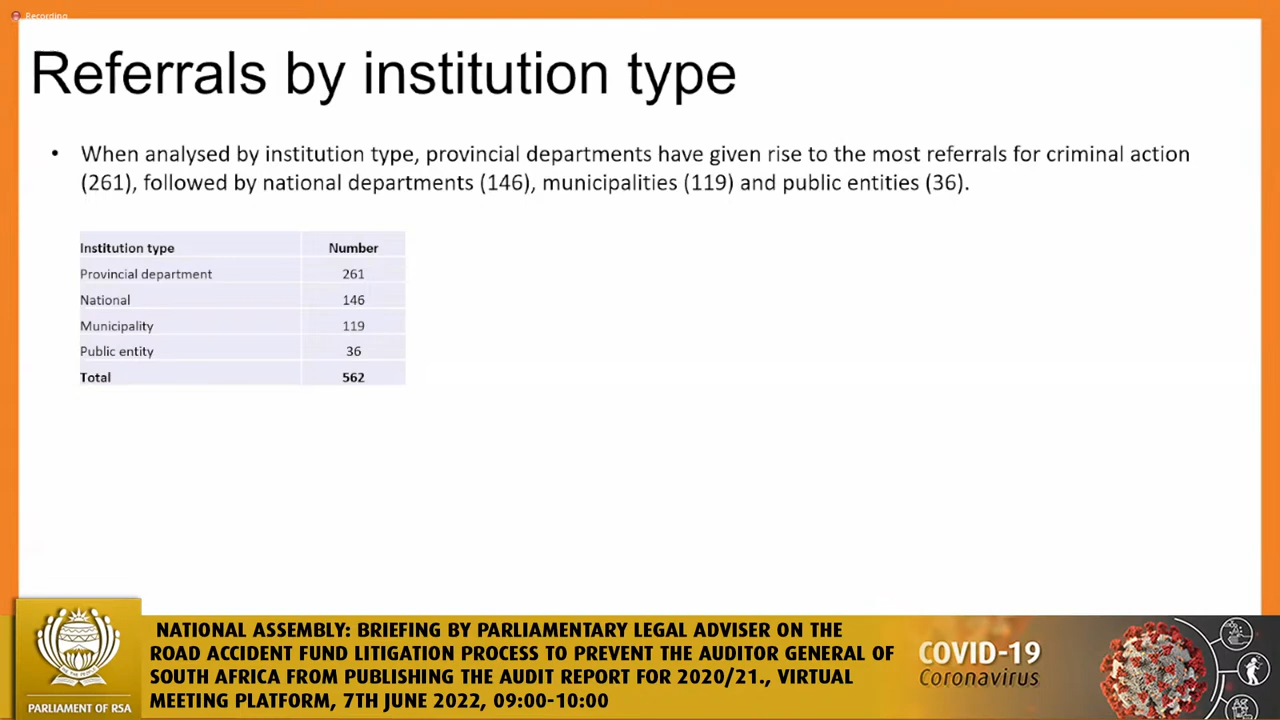 Recording
Referrals by institution type
• When analysed by institution type, provincial departments have given rise to the most referrals for criminal action
(261), followed by national departments (146), municipalities (119) and public entities (36).
Institution type Number
Provincial department 261
National 146
Municipality 119
Public entity 36
Total 562
NATIONAL ASSEMBLY: BRIEFING BY PARLIAMENTARY LEGAL ADVISER ON THE
ROAD ACCIDENT FUND LITIGATION PROCESS TO PREVENT THE AUDITOR GENERAL OF
SOUTH AFRICA FROM PUBLISHING THE AUDIT REPORT FOR 2020/21., VIRTUAL
MEETING PLATFORM, 7TH JUNE 2022, 09:00-10:00
PARLIAMENT OF RSA
COVID-19
Coronavirus